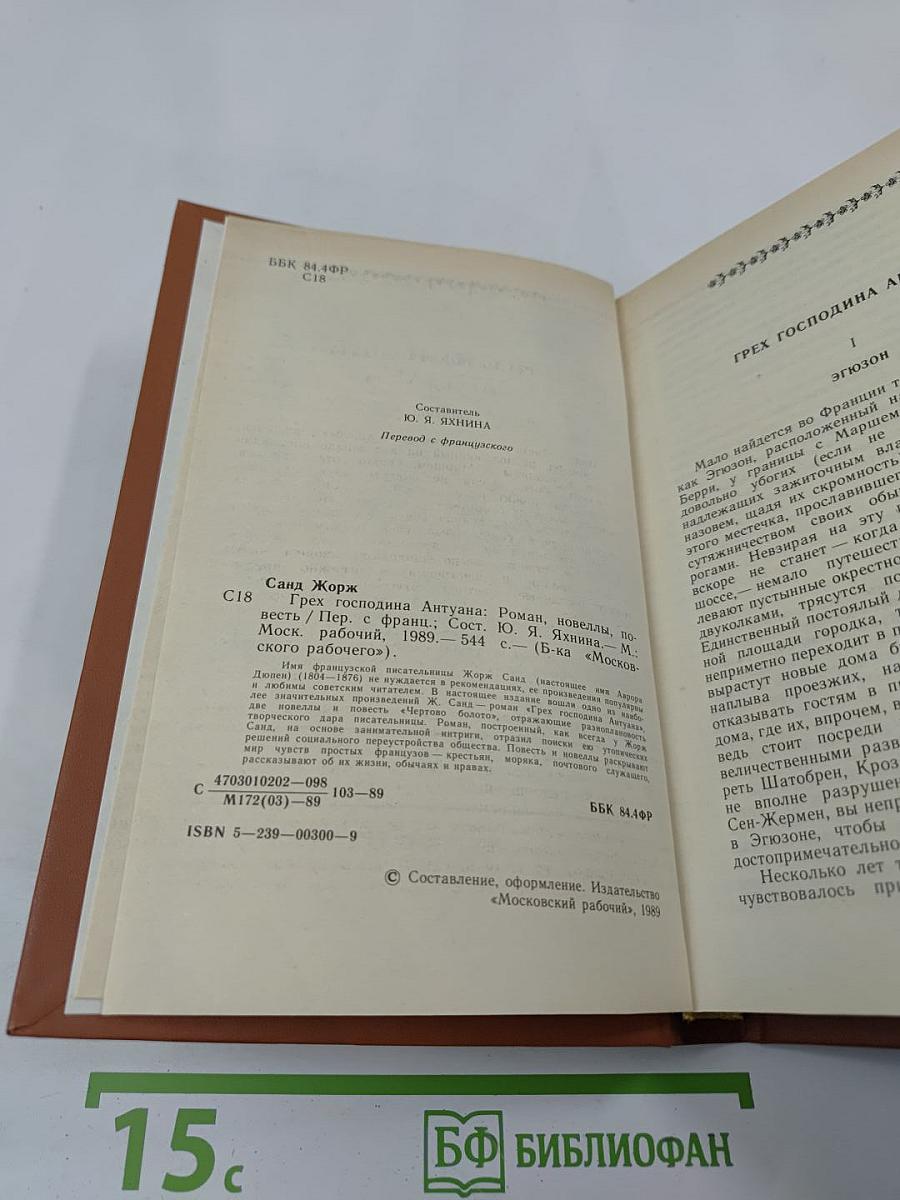 ББК 84.4ФР
С18
Составитель
Ю. Я. ЯХНИНА
Перевод с французского
Санд Жорж
С18 Грех господина Антуана: Роман, новеллы, по-
весть / Пер. с франц.; Сост. Ю. Я. Яхнина.— М.:
Моск. рабочий, 1989.— 544 с.— (Б-ка «Москов-
ского рабочего»).
Имя французской писательницы Жорж Санд (настоящее имя Аврора
Дюпен) (1804—1876) не нуждается в рекомендациях, ее произведения популярны
и любимы советским читателем. В настоящее издание вошли одно из наибо-
лее значительных произведений Ж. Санд — роман «Грех господина Антуана»,
две новеллы и повесть «Чертово болото», отражающие разноплановость
творческого дара писательницы. Роман, построенный, как всегда у Жорж
Санд, на основе занимательной интриги, отразил поиски ею утопических
решений социального переустройства общества. Повесть и новеллы раскрывают
мир чувств простых французов — крестьян, моряка, почтового служащего,
рассказывают об их жизни, обычаях и нравах.
С 4703010202—098
М172(03)—89 103—89
ББК 84.4ФР
ISBN 5—239—00300—9
© Составление, оформление. Издательство
«Московский рабочий», 1989
ГРЕХ ГОСПОДИНА
I
ЭГЮЗОН
Мало найдется во Франции
как Эгюзон, расположенный
Берри, у границы с
довольно убогих (если не
надлежащих зажиточным
назовем, щадя их скромность
этого местечка,
сутяжничеством своих
рогами. Невзирая на эту
вскоре не станет — когда
шоссе,— немало
левают пустынные
двуколками, трясутся
Единственный постоялый
ной площади городка,
неприметно переходит в
вырастут новые дома
наплыва проезжих,
отказывать гостям в
дома, где их, впрочем,
ведь стоит посреди
величественными
реть Шатобрен,
не вполне
Сен-Жермен, вы
в Эгюзоне, чтобы
Несколько лет
чувствовалось
15 с
БФ БИБЛИОФАН